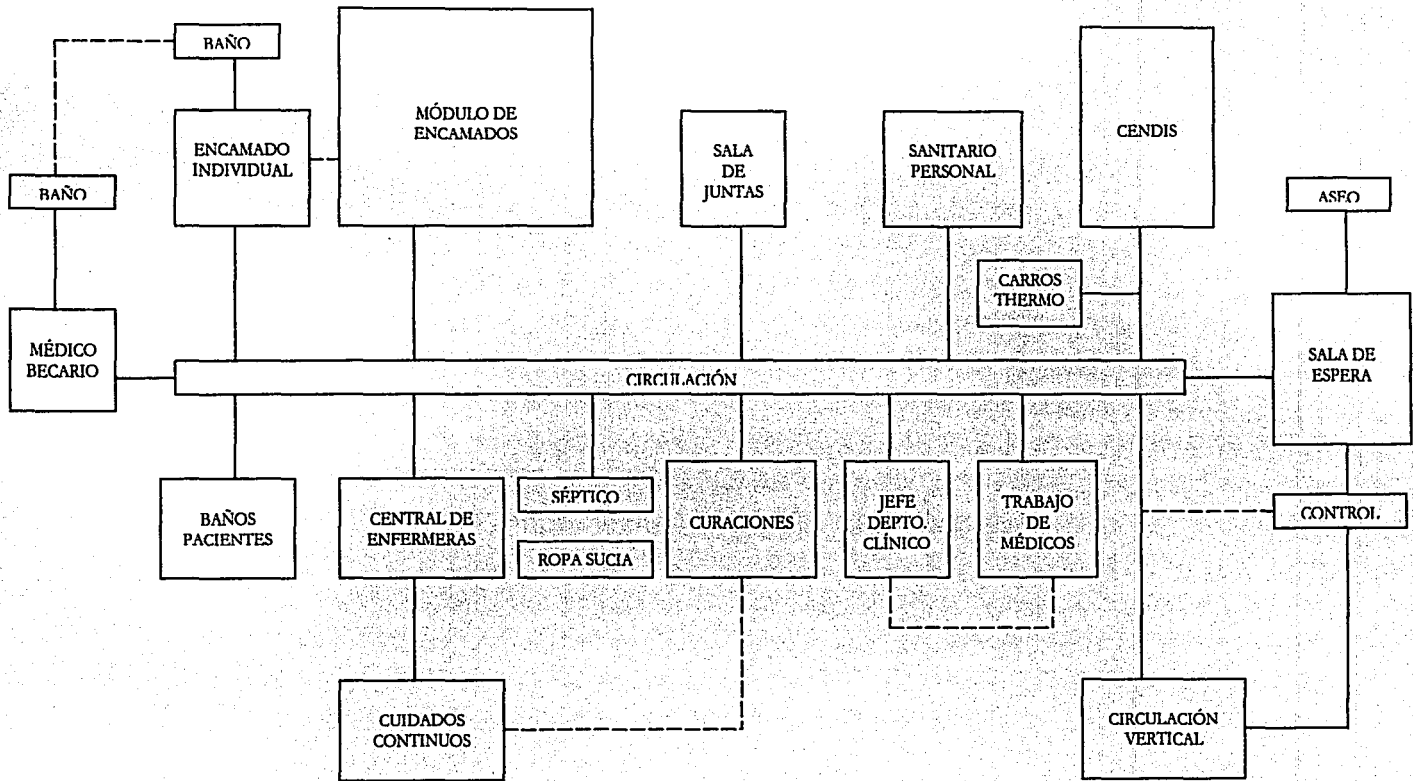 BAÑO
MÓDULO DE
ENCAMADOS
CENDIS
ENCAMADO
INDIVIDUAL
SALA
DE
JUNTAS
SANITARIO
PERSONAL
BAÑO
ASEO
CARROS
THERMO
MÉDICO
BECARIO
SALA DE
ESPERA
CIRCULACIÓN
BAÑOS
PACIENTES
CENTRAL DE
ENFERMERAS
SÉPTICO
ROPA SUCIA
CURACIONES
JEFE
DEPTO.
CLÍNICO
TRABAJO
DE
MÉDICOS
CONTROL
CUIDADOS
CONTINUOS
CIRCULACIÓN
VERTICAL